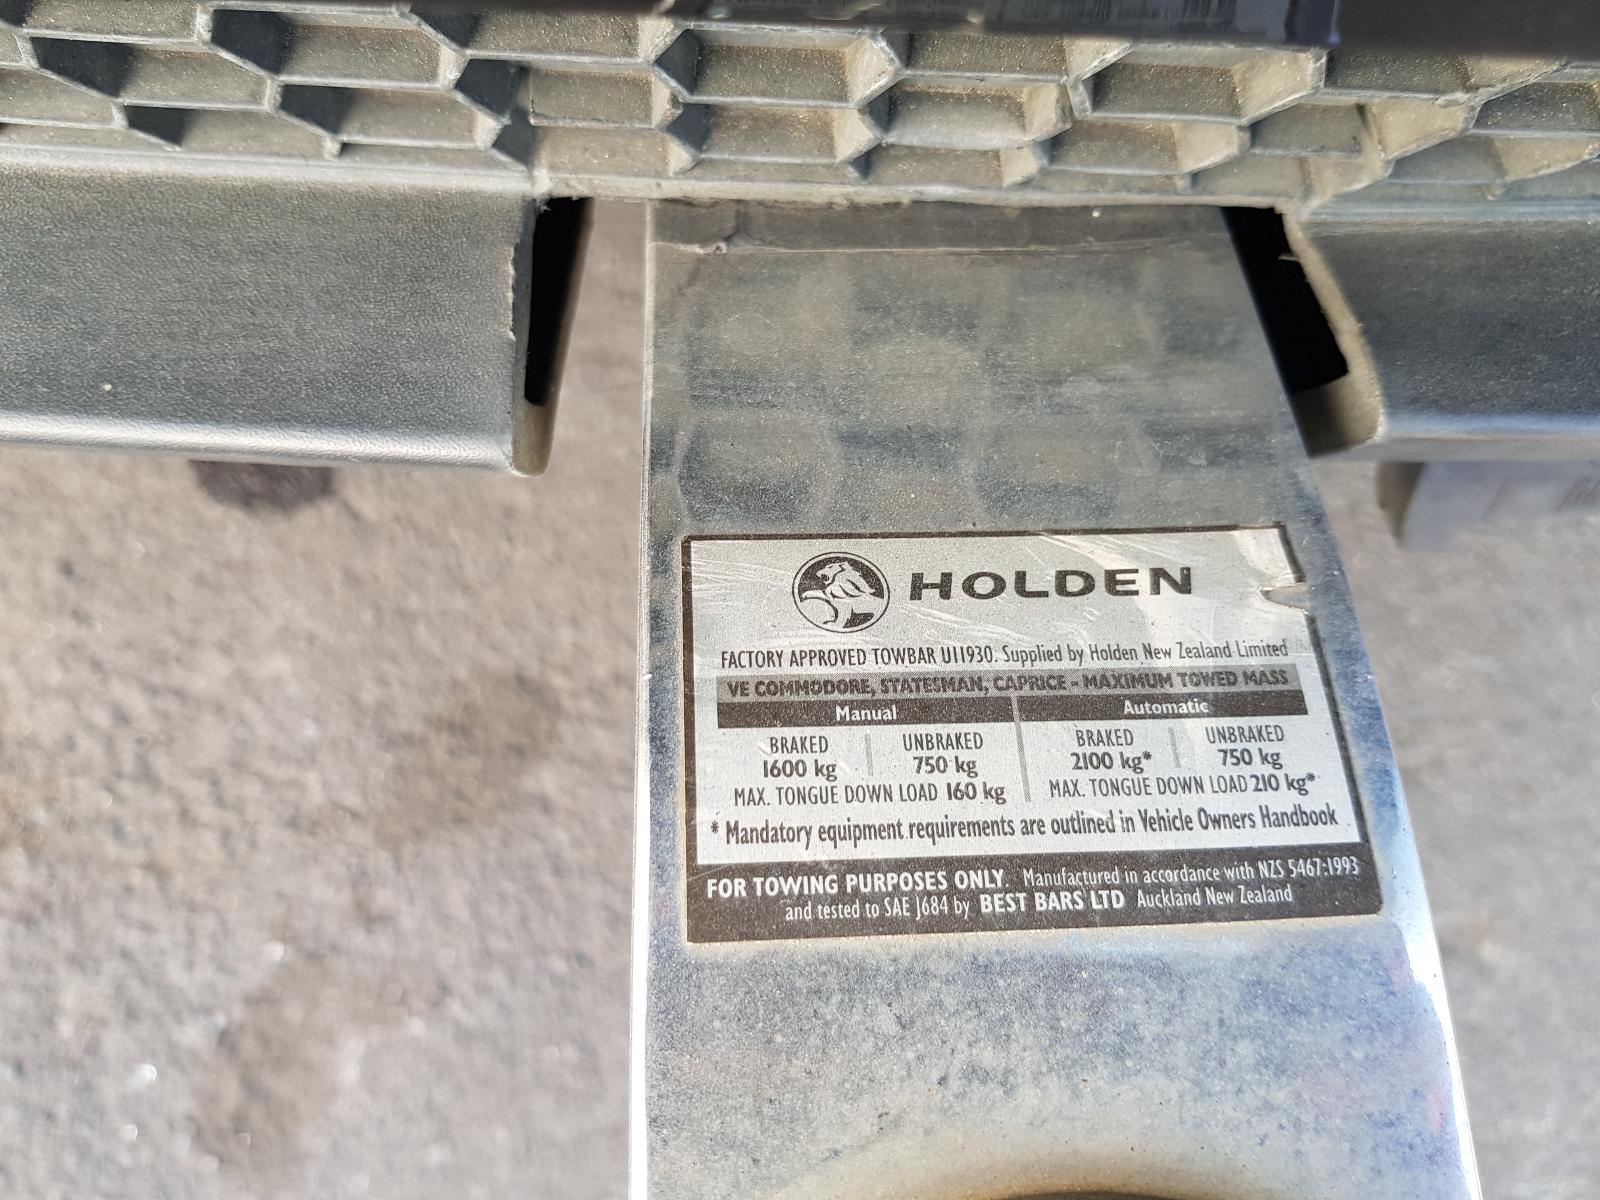 HOLDEN
FACTORY APPROVED TOWBAR U11930. Supplied by Holden New Zealand Limited
VE COMMODORE, STATESMAN, CAPRICE - MAXIMUM TOWED MASS
Manual Automatic
BRAKED UNBRAKED BRAKED UNBRAKED
1600 kg 750 kg 2100 kg* 750 kg
MAX. TONGUE DOWN LOAD 160 kg MAX. TONGUE DOWN LOAD 210 kg*
* Mandatory equipment requirements are outlined in Vehicle Owners Handbook
FOR TOWING PURPOSES ONLY. Manufactured in accordance with NZS 5467:1993
and tested to SAE J684 by BEST BARS LTD Auckland New Zealand